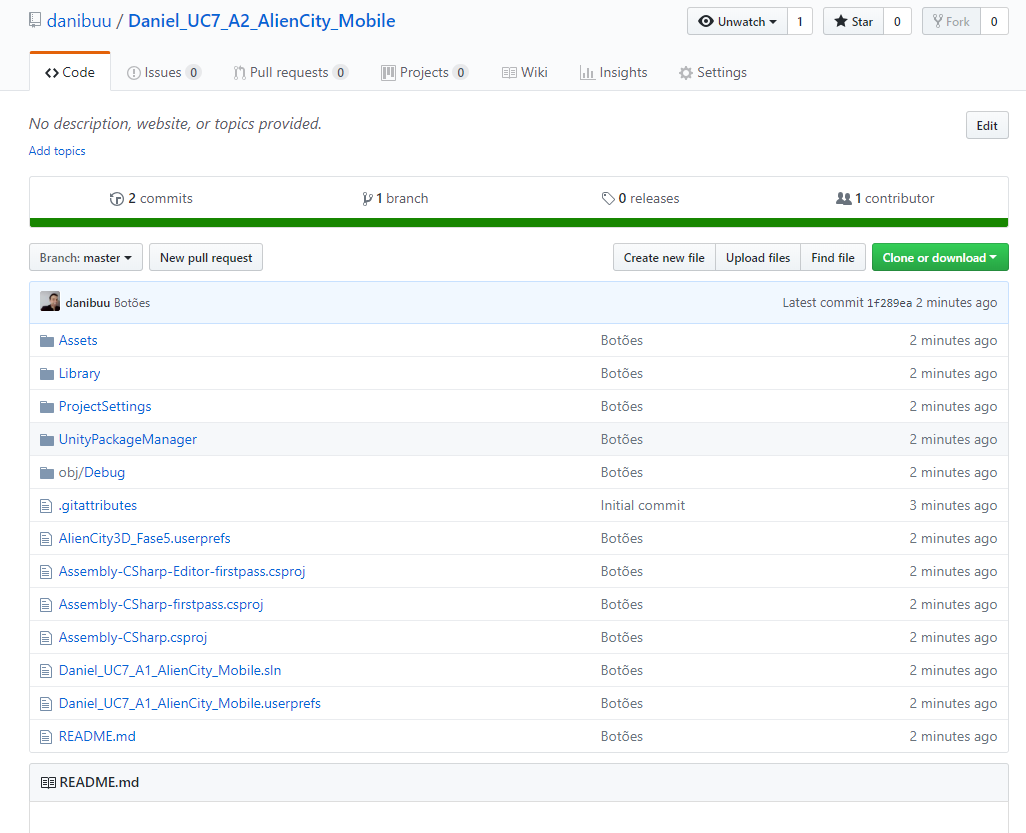 danibuu / Daniel_UC7_A2_AlienCity_Mobile Unwatch 1 Star 0 Fork 0
Code Issues 0 Pull requests 0 Projects 0 Wiki Insights Settings
No description, website, or topics provided. Edit
Add topics
2 commits 1 branch 0 releases 1 contributor
Branch: master New pull request Create new file Upload files Find file Clone or download
danibuu Botões Latest commit 1f289ea 2 minutes ago
Assets Botões 2 minutes ago
Library Botões 2 minutes ago
ProjectSettings Botões 2 minutes ago
UnityPackageManager Botões 2 minutes ago
obj/Debug Botões 2 minutes ago
.gitattributes Initial commit 3 minutes ago
AlienCity3D_Fase5.userprefs Botões 2 minutes ago
Assembly-CSharp-Editor-firstpass.csproj Botões 2 minutes ago
Assembly-CSharp-firstpass.csproj Botões 2 minutes ago
Assembly-CSharp.csproj Botões 2 minutes ago
Daniel_UC7_A1_AlienCity_Mobile.sln Botões 2 minutes ago
Daniel_UC7_A1_AlienCity_Mobile.userprefs Botões 2 minutes ago
README.md Botões 2 minutes ago
README.md